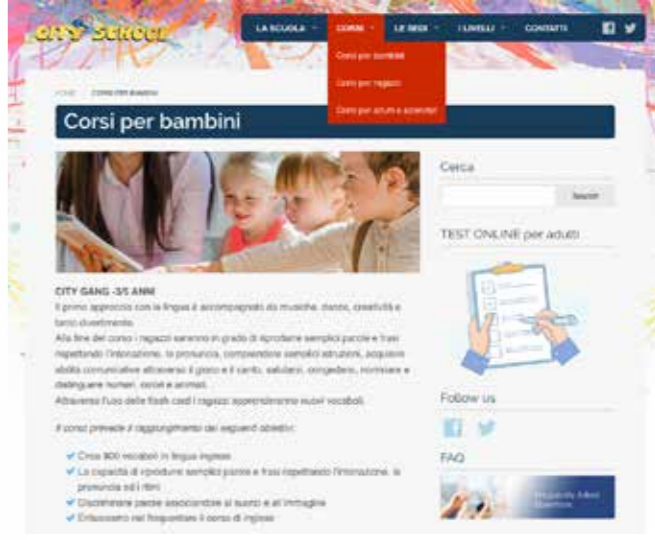 CITY SCHOOL
LA SCUOLA
CORSI
LE SEDI
I LIVELLI
CONTATTI
Corsi per bambini
Corsi per ragazzi
Corsi per adulti e aziendali
HOME CORSI PER BAMBINI
Corsi per bambini
Cerca
Search
TEST ONLINE per adulti
CITY GANG -3/5 ANNI
Il primo approccio con la lingua è accompagnato da musiche, danza, creatività e
tanto divertimento.
Alla fine del corso i ragazzi saranno in grado di riprodurre semplici parole e frasi
rispettando l'intonazione, la pronuncia, comprendere semplici istruzioni, acquisire
abilità comunicative attraverso il gioco e il canto, salutarsi, congedarsi, nominare e
distinguere numeri, colori e animali.
Attraverso l'uso delle flash card i ragazzi apprenderanno nuovi vocaboli.
Il corso prevede il raggiungimento dei seguenti obiettivi:
Circa 800 vocaboli in lingua inglese
La capacità di riprodurre semplici parole e frasi rispettando l'intonazione, la
pronuncia ed i ritmi
Discriminare parole associandole al suono e all'immagine
Entusiasmo nel frequentare il corso di inglese
Follow us
FAQ
Frequently Asked
Questions